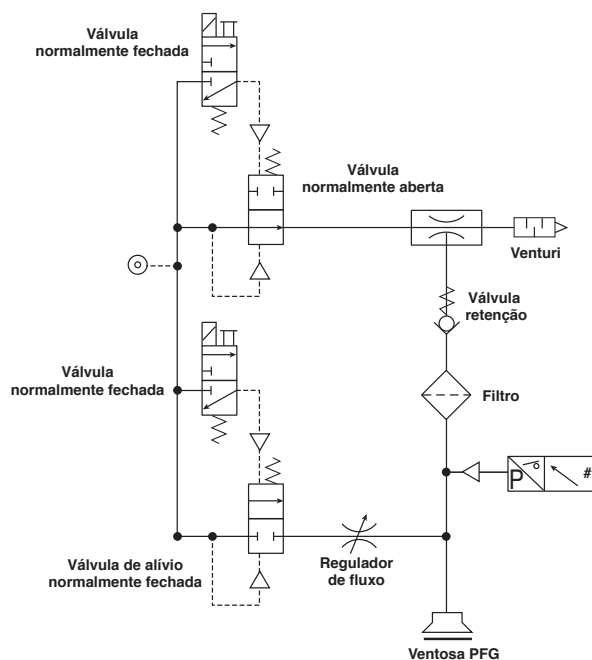 Válvula
normalmente fechada
Válvula
normalmente aberta
Venturi
Válvula
retenção
Válvula
normalmente fechada
Filtro
P
#
Válvula de alívio
normalmente fechada
Regulador
de fluxo
Ventosa PFG